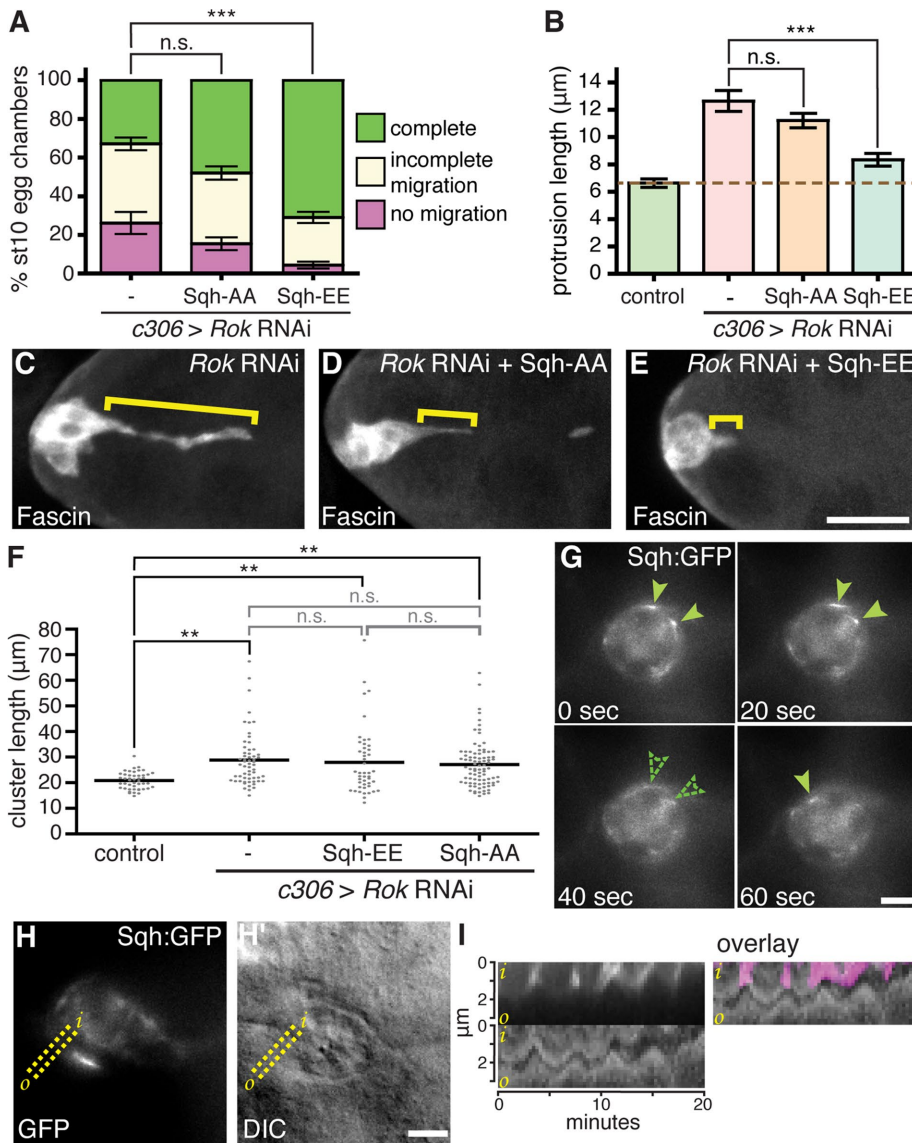 A
***
n.s.
% st10 egg chambers
100
80
60
40
20
0
complete
incomplete
migration
no migration
- Sqh-AA Sqh-EE
c306 > Rok RNAi
B
***
n.s.
protrusion length (μm)
14
12
10
8
6
4
2
0
control - Sqh-AA Sqh-EE
c306 > Rok RNAi
C Rok RNAi
Fascin
D Rok RNAi + Sqh-AA
Fascin
E Rok RNAi + Sqh-EE
Fascin
F
**
**
n.s.
n.s. n.s.
**
cluster length (μm)
80
70
60
50
40
30
20
10
0
control - Sqh-EE Sqh-AA
c306 > Rok RNAi
G Sqh:GFP
0 sec
20 sec
40 sec
60 sec
H Sqh:GFP
i
o
GFP
H'
i
o
DIC
I
overlay
0
2
0
2
μm
i
o
i
o
i
o
0 10 20
minutes
0
2